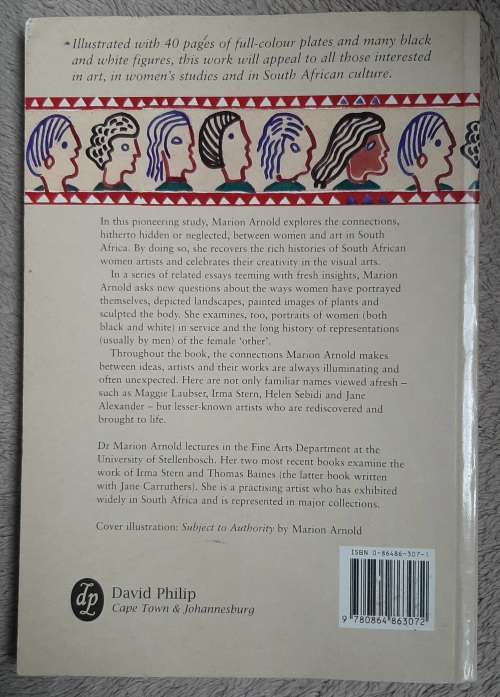 Illustrated with 40 pages of full-colour plates and many black
and white figures, this work will appeal to all those interested
in art, in women's studies and in South African culture.
In this pioneering study, Marion Arnold explores the connections,
hitherto hidden or neglected, between women and art in South
Africa. By doing so, she recovers the rich histories of South African
women artists and celebrates their creativity in the visual arts.
In a series of related essays teeming with fresh insights, Marion
Arnold asks new questions about the ways women have portrayed
themselves, depicted landscapes, painted images of plants and
sculpted the body. She examines, too, portraits of women (both
black and white) in service and the long history of representations
(usually by men) of the female ‘other’.
Throughout the book, the connections Marion Arnold makes
between ideas, artists and their works are always illuminating and
often unexpected. Here are not only familiar names viewed afresh –
such as Maggie Laubser, Irma Stern, Helen Sebidi and Jane
Alexander – but lesser-known artists who are rediscovered and
brought to life.
Dr Marion Arnold lectures in the Fine Arts Department at the
University of Stellenbosch. Her two most recent books examine the
work of Irma Stern and Thomas Baines (the latter book written
with Jane Carruthers). She is a practising artist who has exhibited
widely in South Africa and is represented in major collections.
Cover illustration: Subject to Authority by Marion Arnold
ISBN 0-86486-307-1
9 780864 863072
dp
David Philip
Cape Town & Johannesburg